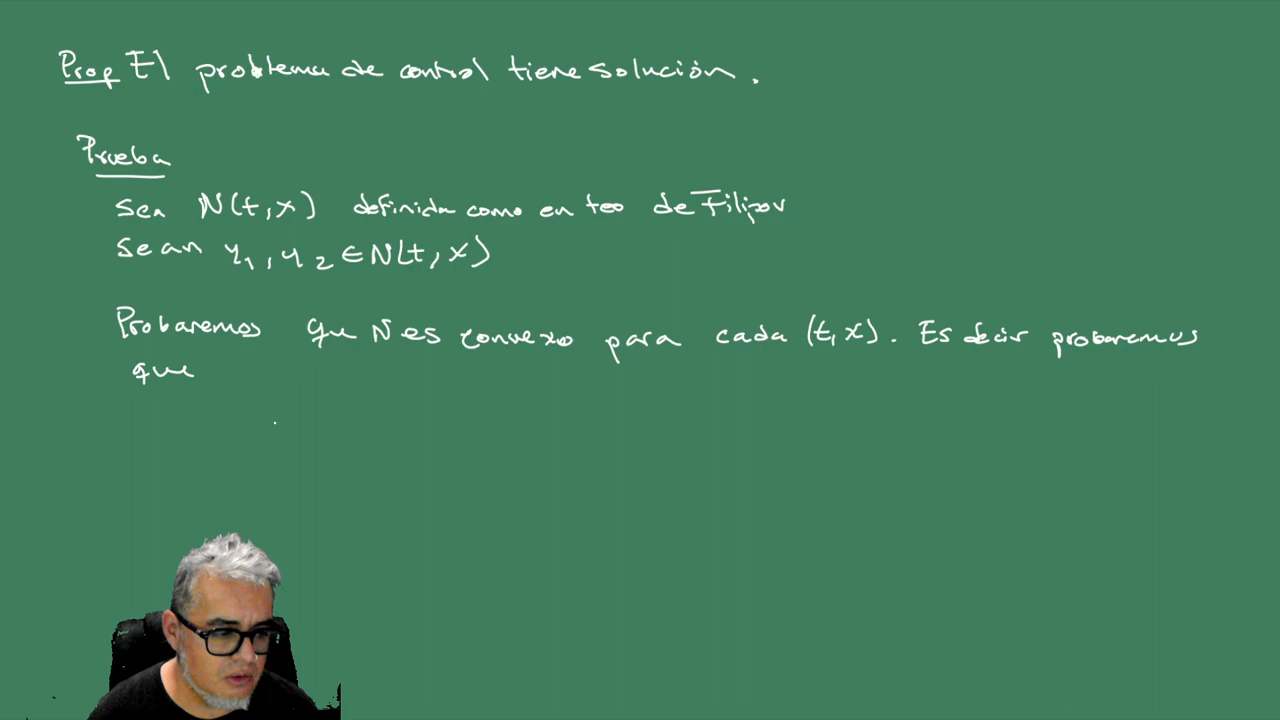 Prop El problema de control tiene solución.
Prueba
Sea N(t,x) definida como en teo de Filipov
Sean y₁, y₂ ∈ N(t,x)
Probaremos que N es convexo para cada (t,x). Es decir probaremos
que